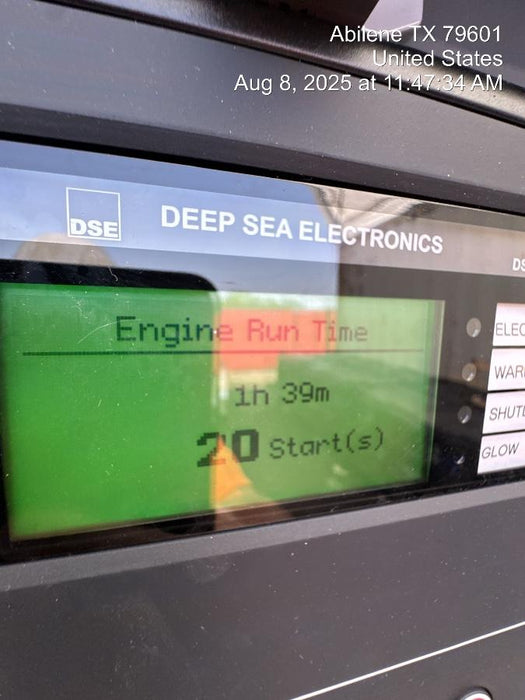 Abilene TX 79601
United States
Aug 8, 2025 at 11:47:34 AM
DSE
DEEP SEA ELECTRONICS
Engine Run Time
1h 39m
20 Start(s)
GLOW